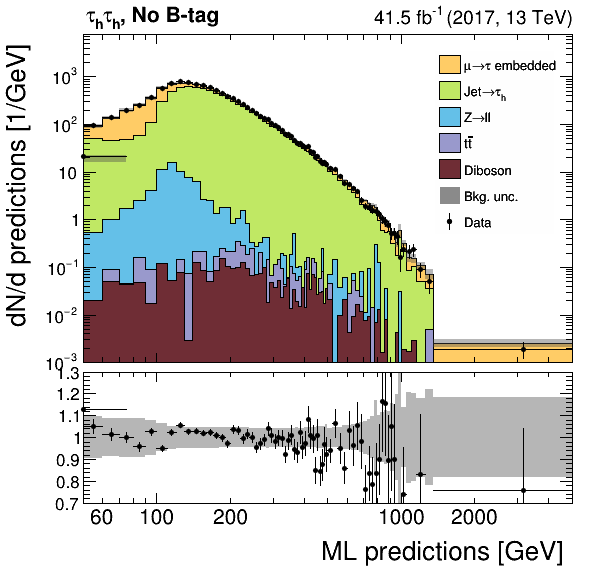 τhτh, No B-tag
41.5 fb⁻¹ (2017, 13 TeV)
dN/d predictions [1/GeV]
10³
10²
10
1
10⁻¹
10⁻²
10⁻³
μ→τ embedded
Jet→τh
Z→ll
tt̄
Diboson
Bkg. unc.
Data
1.3
1.2
1.1
1
0.9
0.8
0.7
60 100 200 1000 2000
ML predictions [GeV]